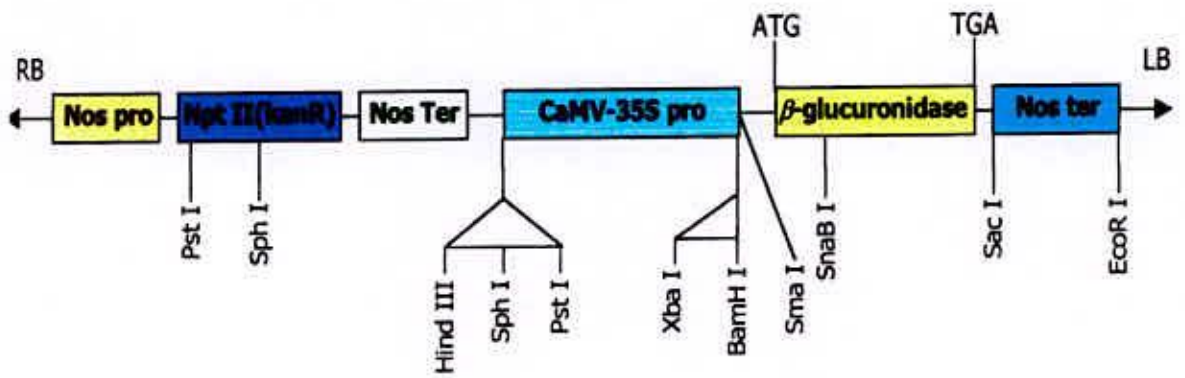 ATG TGA
RB LB
Nos pro Npt II(kanR) Nos Ter CaMV-35S pro β-glucuronidase Nos ter
Pst I Sph I Hind III Sph I Pst I Xba I BamH I Sma I SnaB I Sac I EcoR I